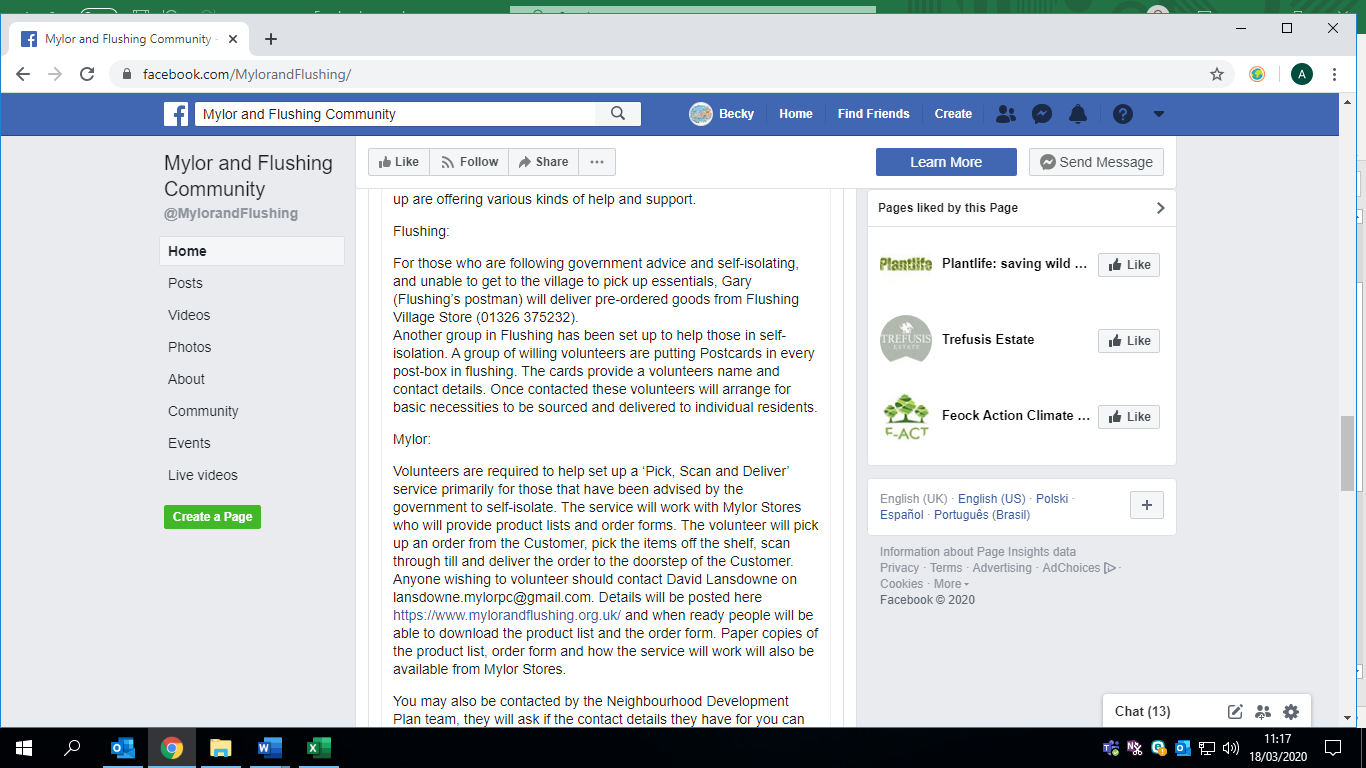 Mylor and Flushing Community -
facebook.com/MylorandFlushing/
A
Mylor and Flushing Community
Becky
Home
Find Friends
Create
Mylor and Flushing
Community
@MylorandFlushing
Home
Posts
Videos
Photos
About
Community
Events
Live videos
Create a Page
Like
Follow
Share
Learn More
Send Message
up are offering various kinds of help and support.
Flushing:
For those who are following government advice and self-isolating,
and unable to get to the village to pick up essentials, Gary
(Flushing's postman) will deliver pre-ordered goods from Flushing
Village Store (01326 375232).
Another group in Flushing has been set up to help those in self-
isolation. A group of willing volunteers are putting Postcards in every
post-box in flushing. The cards provide a volunteers name and
contact details. Once contacted these volunteers will arrange for
basic necessities to be sourced and delivered to individual residents.
Mylor:
Volunteers are required to help set up a ‘Pick, Scan and Deliver’
service primarily for those that have been advised by the
government to self-isolate. The service will work with Mylor Stores
who will provide product lists and order forms. The volunteer will pick
up an order from the Customer, pick the items off the shelf, scan
through till and deliver the order to the doorstep of the Customer.
Anyone wishing to volunteer should contact David Lansdowne on
lansdowne.mylorpc@gmail.com. Details will be posted here
https://www.mylorandflushing.org.uk/ and when ready people will be
able to download the product list and the order form. Paper copies of
the product list, order form and how the service will work will also be
available from Mylor Stores.
You may also be contacted by the Neighbourhood Development
Plan team, they will ask if the contact details they have for you can
Pages liked by this Page
Plantlife
Plantlife: saving wild ...
Like
TREFUSIS
ESTATE
Trefusis Estate
Like
F-ACT
Feock Action Climate ...
Like
English (UK) · English (US) · Polski ·
Español · Português (Brasil)
Information about Page Insights data
Privacy · Terms · Advertising · AdChoices ·
Cookies · More
Facebook © 2020
Chat (13)
11:17
18/03/2020